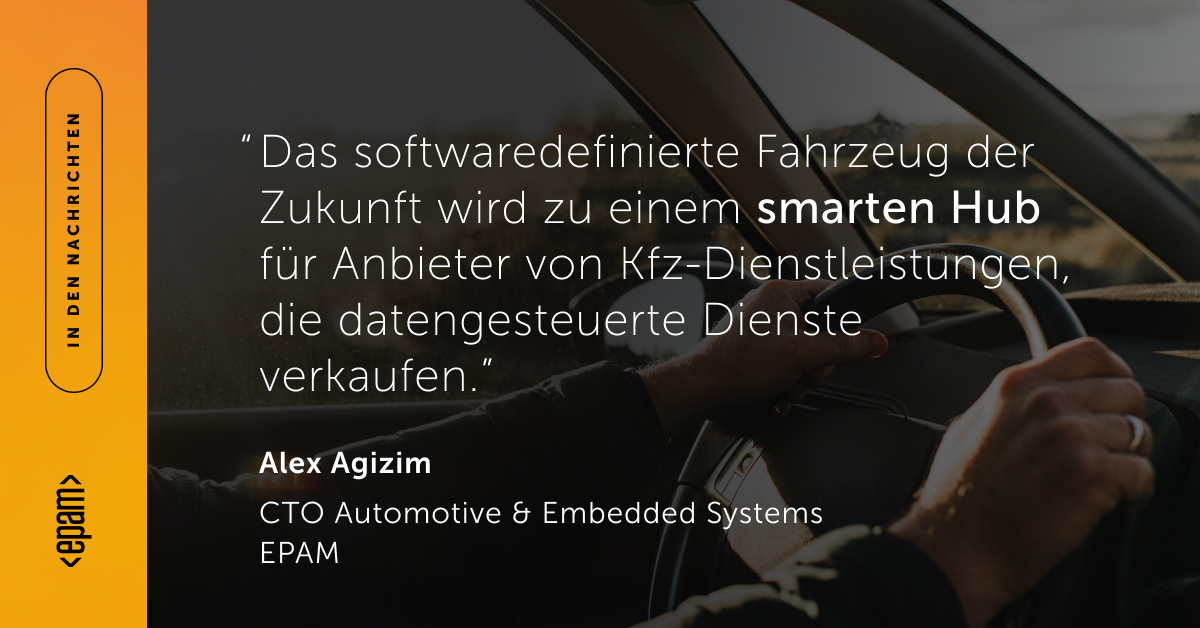 IN DEN NACHRICHTEN
<epam>
“Das softwaredefinierte Fahrzeug der
Zukunft wird zu einem smarten Hub
für Anbieter von Kfz-Dienstleistungen,
die datengesteuerte Dienste
verkaufen.”
Alex Agizim
CTO Automotive & Embedded Systems
EPAM